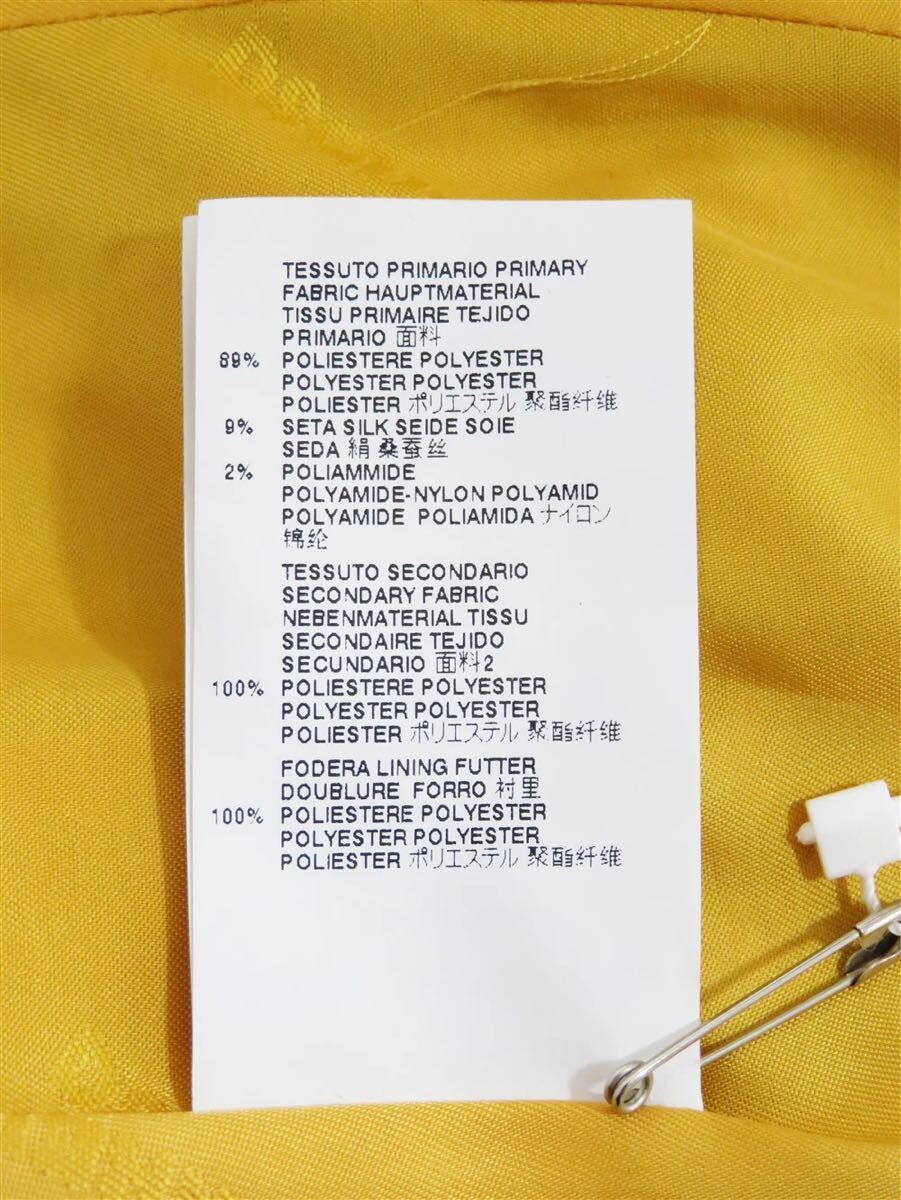 TESSUTO PRIMARIO PRIMARY
FABRIC HAUPTMATERIAL
TISSU PRIMAIRE TEJIDO
PRIMARIO 面料
89% POLIESTERE POLYESTER
POLYESTER POLYESTER
POLIESTER ポリエステル 聚酯纤维
9% SETA SILK SEIDE SOIE
SEDA 絹 桑蚕丝
2% POLIAMMIDE
POLYAMIDE-NYLON POLYAMID
POLYAMIDE POLIAMIDA ナイロン
锦纶
TESSUTO SECONDARIO
SECONDARY FABRIC
NEBENMATERIAL TISSU
SECONDAIRE TEJIDO
SECUNDARIO 面料2
100% POLIESTERE POLYESTER
POLYESTER POLYESTER
POLIESTER ポリエステル 聚酯纤维
FODERA LINING FUTTER
DOUBLURE FORRO 衬里
100% POLIESTERE POLYESTER
POLYESTER POLYESTER
POLIESTER ポリエステル 聚酯纤维